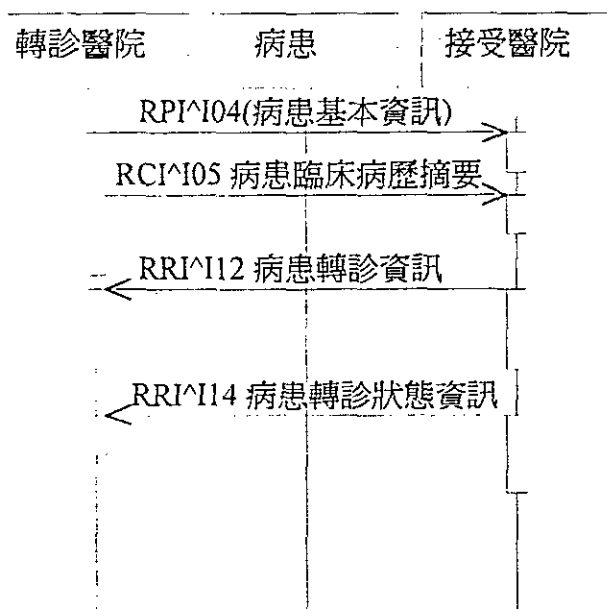 轉診醫院 病患 接受醫院
RPI^I04(病患基本資訊)
RCI^I05 病患臨床病歷摘要
RRI^I12 病患轉診資訊
RRI^I14 病患轉診狀態資訊